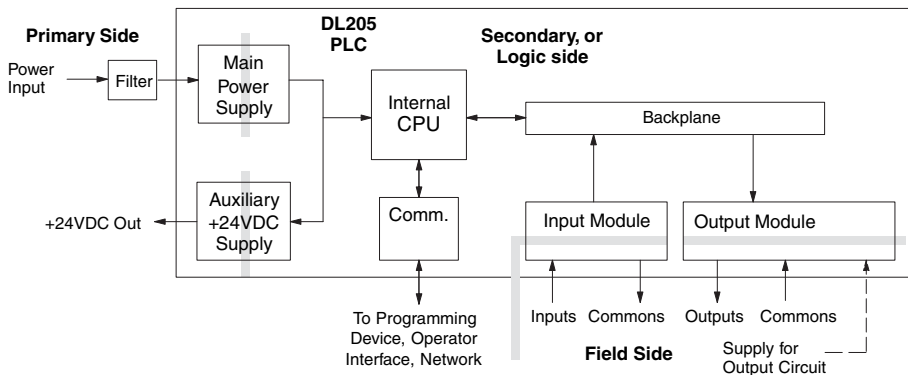 Primary Side
Power
Input
Filter
Main
Power
Supply
DL205
PLC
Secondary, or
Logic side
Internal
CPU
Backplane
+24VDC Out
Auxiliary
+24VDC
Supply
Comm.
Input Module
Output Module
To Programming
Device, Operator
Interface, Network
Inputs
Commons
Outputs
Commons
Field Side
Supply for
Output Circuit